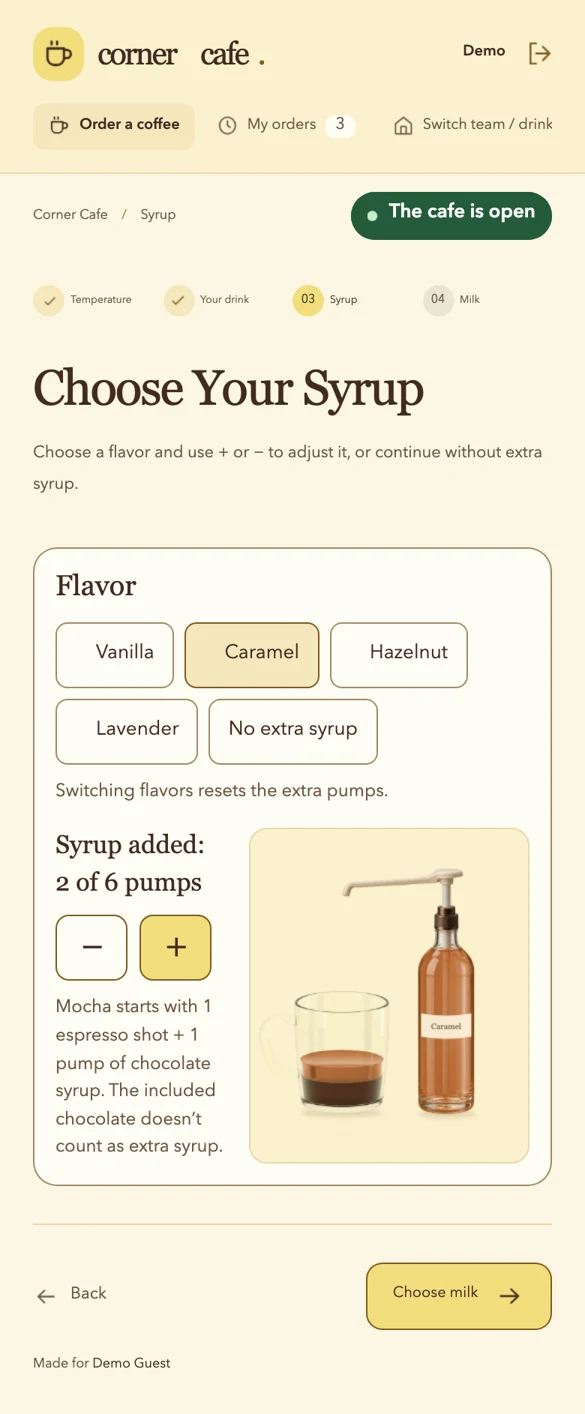 corner cafe .
Demo
Order a coffee
My orders 3
Switch team / drink
Corner Cafe / Syrup
The cafe is open
Temperature
Your drink
03 Syrup
04 Milk
Choose Your Syrup
Choose a flavor and use + or − to adjust it, or continue without extra
syrup.
Flavor
Vanilla
Caramel
Hazelnut
Lavender
No extra syrup
Switching flavors resets the extra pumps.
Syrup added:
2 of 6 pumps
− +
Mocha starts with 1
espresso shot + 1
pump of chocolate
syrup. The included
chocolate doesn’t
count as extra syrup.
Caramel
← Back
Choose milk →
Made for Demo Guest